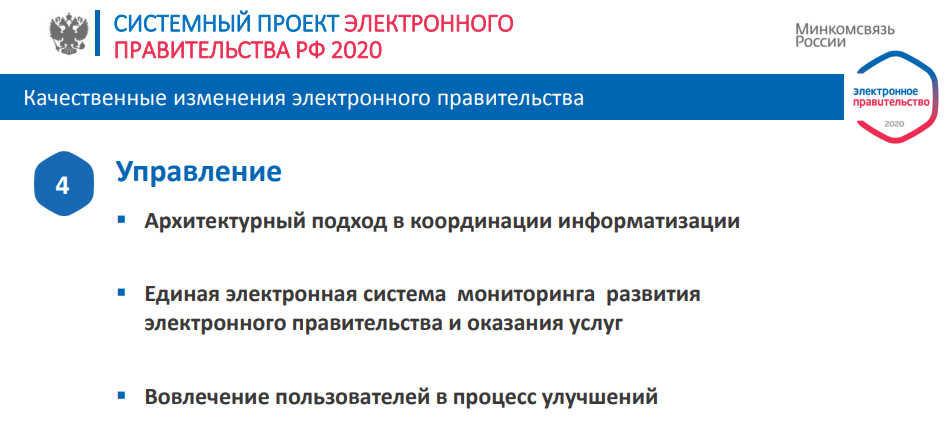 СИСТЕМНЫЙ ПРОЕКТ ЭЛЕКТРОННОГО
ПРАВИТЕЛЬСТВА РФ 2020
Минкомсвязь
России
Качественные изменения электронного правительства
электронное
правительство
2020
4
Управление
Архитектурный подход в координации информатизации
Единая электронная система мониторинга развития
электронного правительства и оказания услуг
Вовлечение пользователей в процесс улучшений